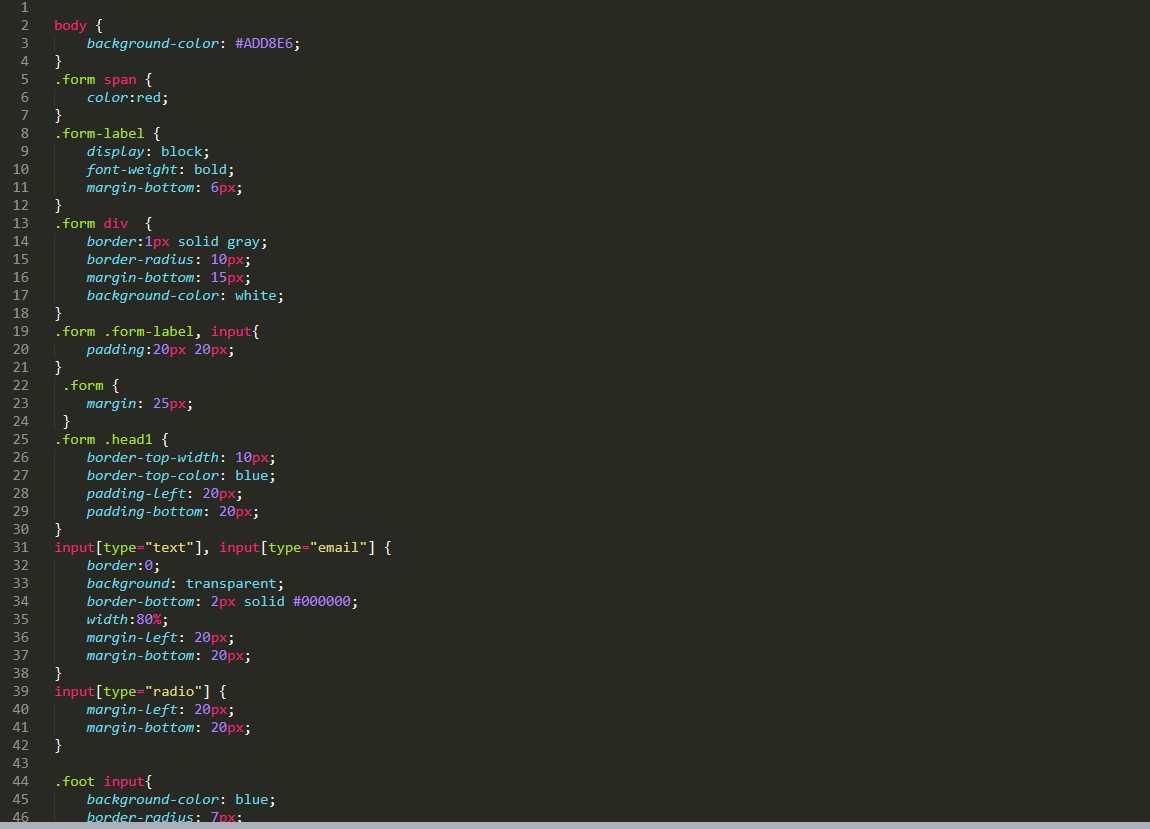 1
2 body {
3     background-color: #ADD8E6;
4 }
5 .form span {
6     color:red;
7 }
8 .form-label {
9     display: block;
10     font-weight: bold;
11     margin-bottom: 6px;
12 }
13 .form div  {
14     border:1px solid gray;
15     border-radius: 10px;
16     margin-bottom: 15px;
17     background-color: white;
18 }
19 .form .form-label, input{
20     padding:20px 20px;
21 }
22  .form {
23     margin: 25px;
24  }
25 .form .head1 {
26     border-top-width: 10px;
27     border-top-color: blue;
28     padding-left: 20px;
29     padding-bottom: 20px;
30 }
31 input[type="text"], input[type="email"] {
32     border:0;
33     background: transparent;
34     border-bottom: 2px solid #000000;
35     width:80%;
36     margin-left: 20px;
37     margin-bottom: 20px;
38 }
39 input[type="radio"] {
40     margin-left: 20px;
41     margin-bottom: 20px;
42 }
43
44 .foot input{
45     background-color: blue;
46     border-radius: 7px;